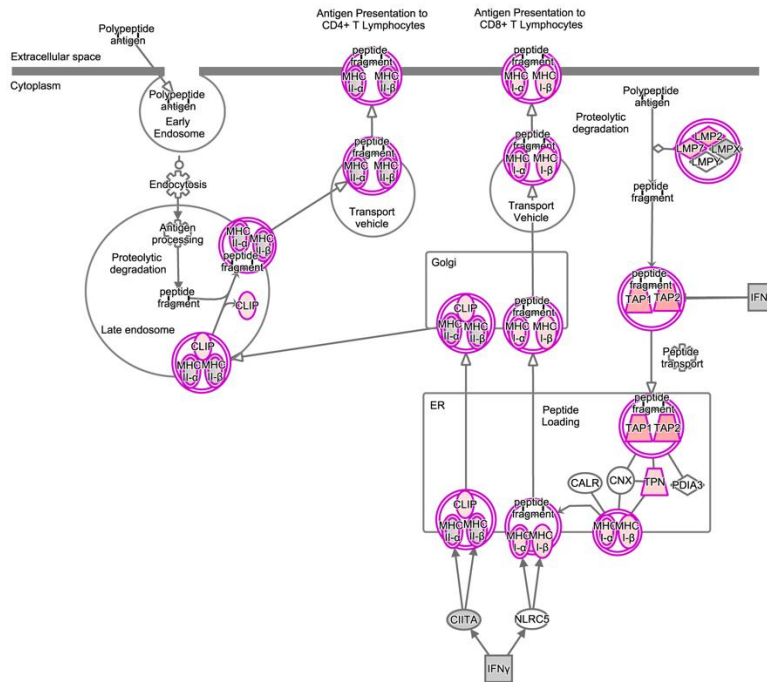 Antigen Presentation to
CD4+ T Lymphocytes
Antigen Presentation to
CD8+ T Lymphocytes
Polypeptide
antigen
Extracellular space
Cytoplasm
peptide
fragment
MHC
II-α
MHC
II-β
peptide
fragment
MHC
I-α
MHC
I-β
Polypeptide
antigen
Early
Endosome
Polypeptide
antigen
Proteolytic
degradation
LMP2
LMP7
LMPX
LMPY
peptide
fragment
MHC
II-α
MHC
II-β
Transport
vehicle
peptide
fragment
MHC
I-α
MHC
I-β
Transport
Vehicle
peptide
fragment
Endocytosis
Antigen
processing
Proteolytic
degradation
peptide
fragment
MHC
II-α
MHC
II-β
peptide
fragment
CLIP
Late endosome
CLIP
MHC
II-α
MHC
II-β
Golgi
CLIP
MHC
II-α
MHC
II-β
peptide
fragment
MHC
I-α
MHC
I-β
peptide
fragment
TAP1
TAP2
IFN
Peptide
transport
ER
Peptide
Loading
peptide
fragment
TAP1
TAP2
CALR
CNX
TPN
PDIA3
CLIP
MHC
II-α
MHC
II-β
peptide
fragment
MHC
I-α
MHC
I-β
MHC
I-α
MHC
I-β
CIITA
NLRC5
IFNγ